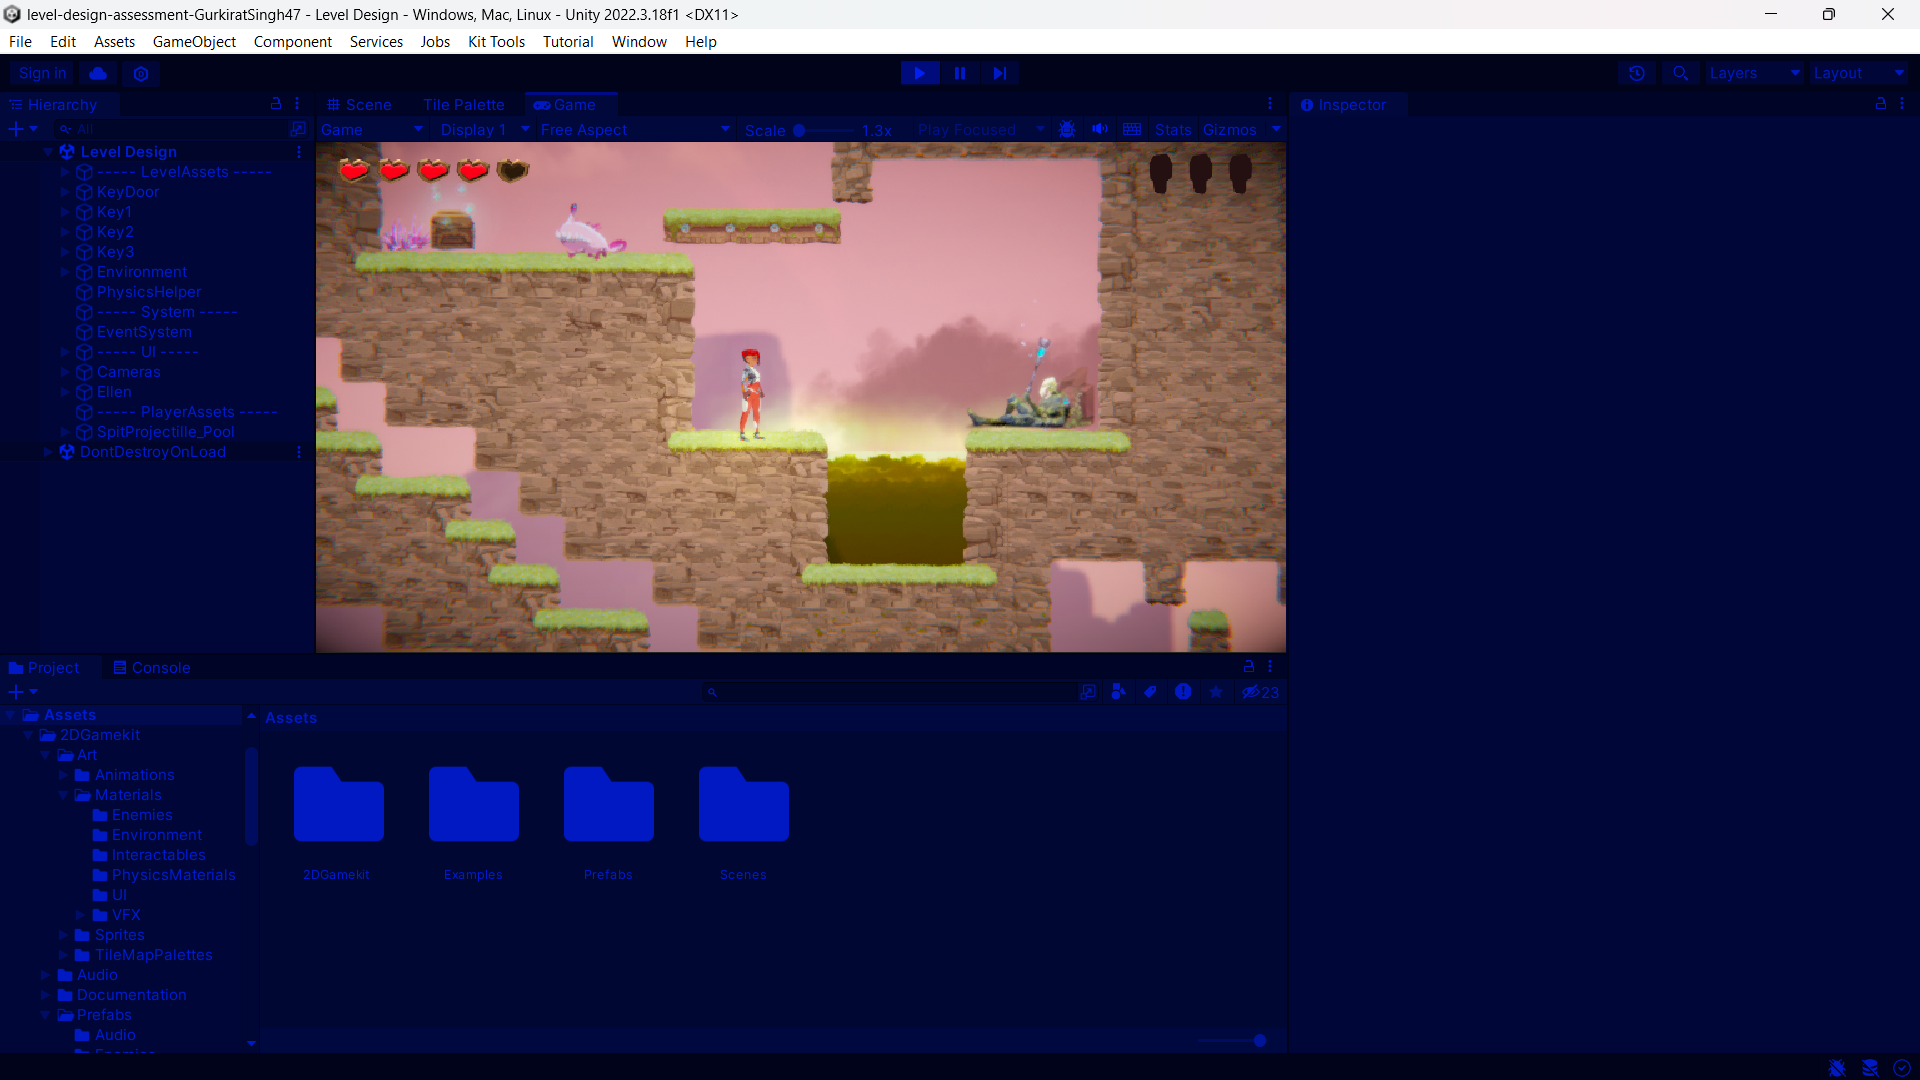 level-design-assessment-GurkiratSingh47 - Level Design - Windows, Mac, Linux - Unity 2022.3.18f1 <DX11>
File Edit Assets GameObject Component Services Jobs Kit Tools Tutorial Window Help
Sign in
Layers Layout
Hierarchy
Scene Tile Palette Game
Inspector
All
Game Display 1 Free Aspect Scale 1.3x Play Focused Stats Gizmos
Level Design
----- LevelAssets -----
KeyDoor
Key1
Key2
Key3
Environment
PhysicsHelper
----- System -----
EventSystem
----- UI -----
Cameras
Ellen
----- PlayerAssets -----
SpitProjectille_Pool
DontDestroyOnLoad
Project Console
23
Assets
2DGamekit
Art
Animations
Materials
Enemies
Environment
Interactables
PhysicsMaterials
UI
VFX
Sprites
TileMapPalettes
Audio
Documentation
Prefabs
Audio
Enemies
Assets
2DGamekit Examples Prefabs Scenes